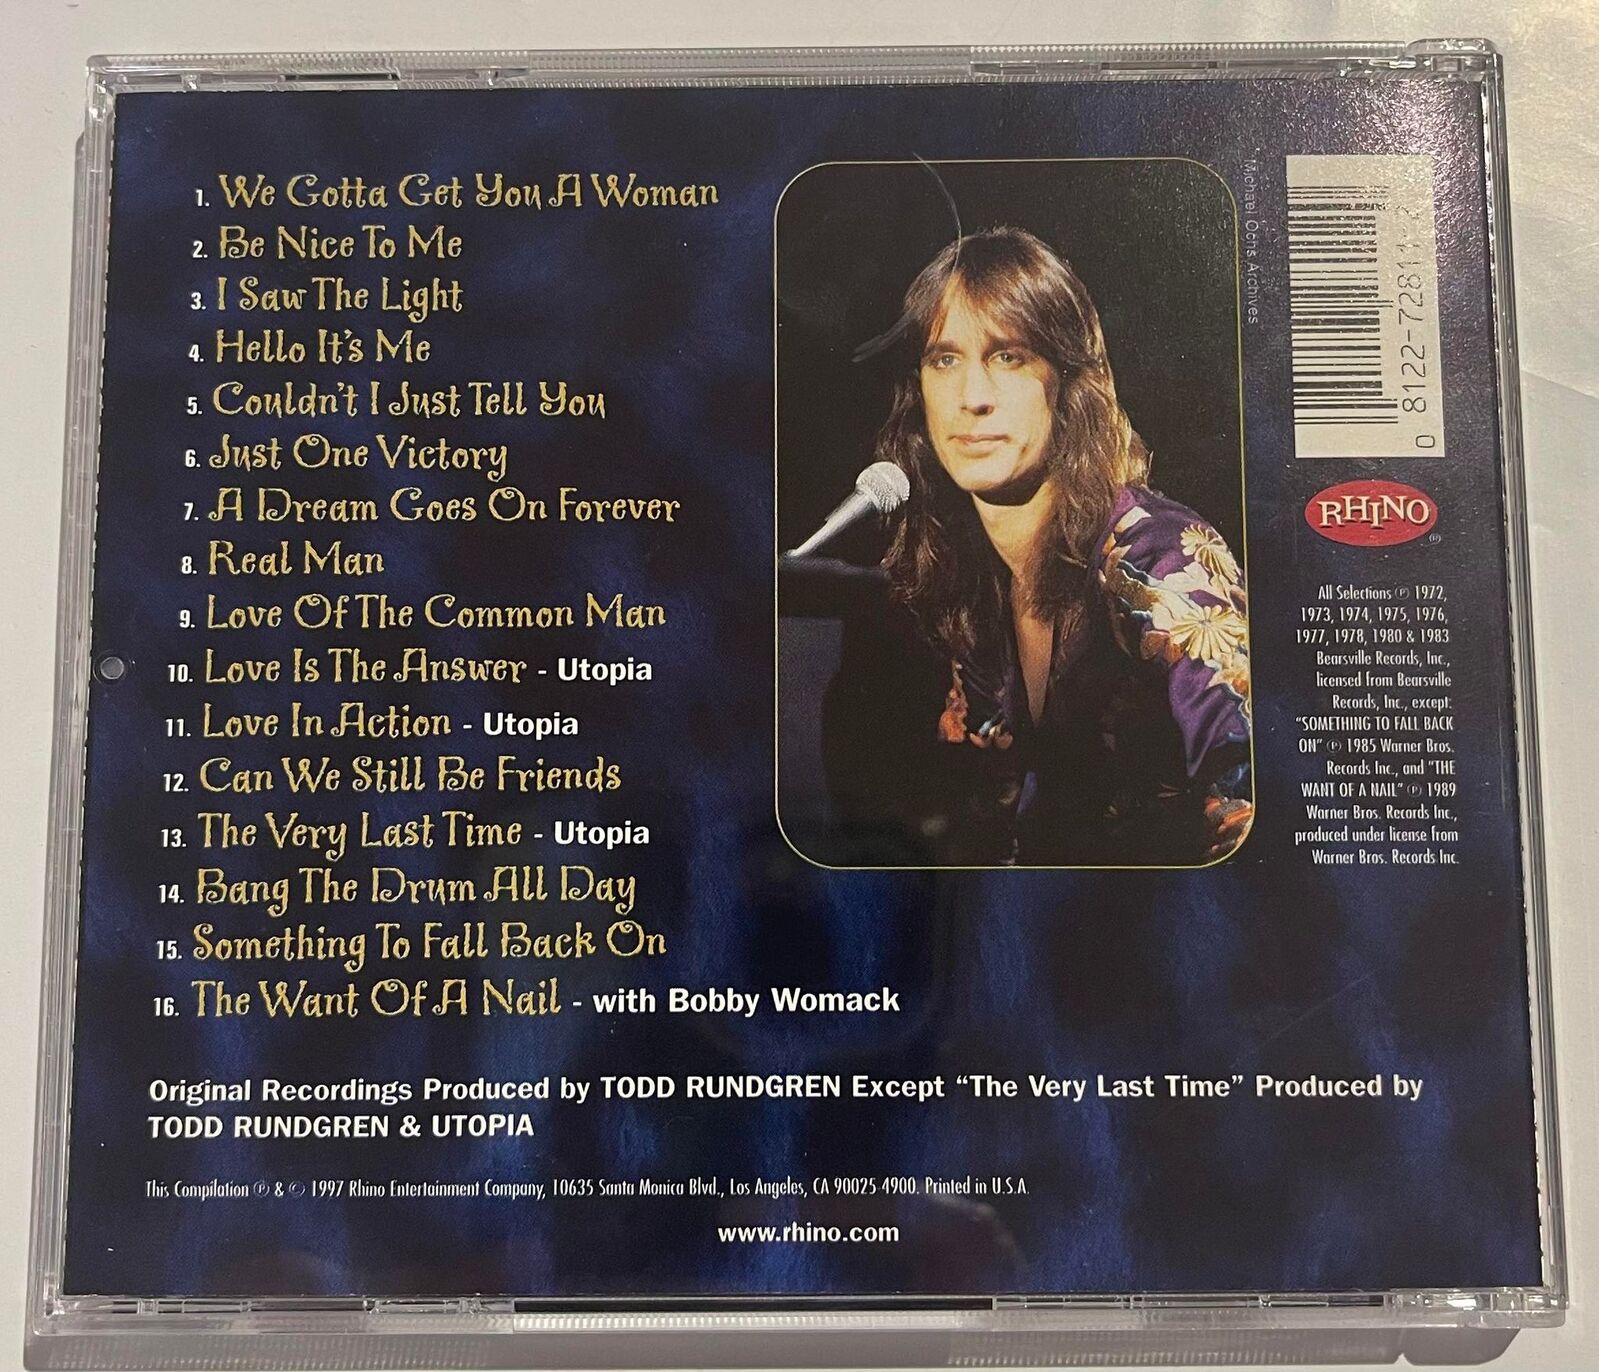 1. We Gotta Get You A Woman
2. Be Nice To Me
3. I Saw The Light
4. Hello It's Me
5. Couldn't I Just Tell You
6. Just One Victory
7. A Dream Goes On Forever
8. Real Man
9. Love Of The Common Man
10. Love Is The Answer - Utopia
11. Love In Action - Utopia
12. Can We Still Be Friends
13. The Very Last Time - Utopia
14. Bang The Drum All Day
15. Something To Fall Back On
16. The Want Of A Nail - with Bobby Womack
Michael Ochs Archives
0 8122-72811-2
RHINO
®
All Selections ℗ 1972,
1973, 1974, 1975, 1976,
1977, 1978, 1980 & 1983
Bearsville Records, Inc.,
licensed from Bearsville
Records, Inc., except:
"SOMETHING TO FALL BACK
ON" ℗ 1985 Warner Bros.
Records Inc., and "THE
WANT OF A NAIL" ℗ 1989
Warner Bros. Records Inc.,
produced under license from
Warner Bros. Records Inc.
Original Recordings Produced by TODD RUNDGREN Except "The Very Last Time" Produced by
TODD RUNDGREN & UTOPIA
This Compilation ℗ & © 1997 Rhino Entertainment Company, 10635 Santa Monica Blvd., Los Angeles, CA 90025-4900. Printed in U.S.A.
www.rhino.com